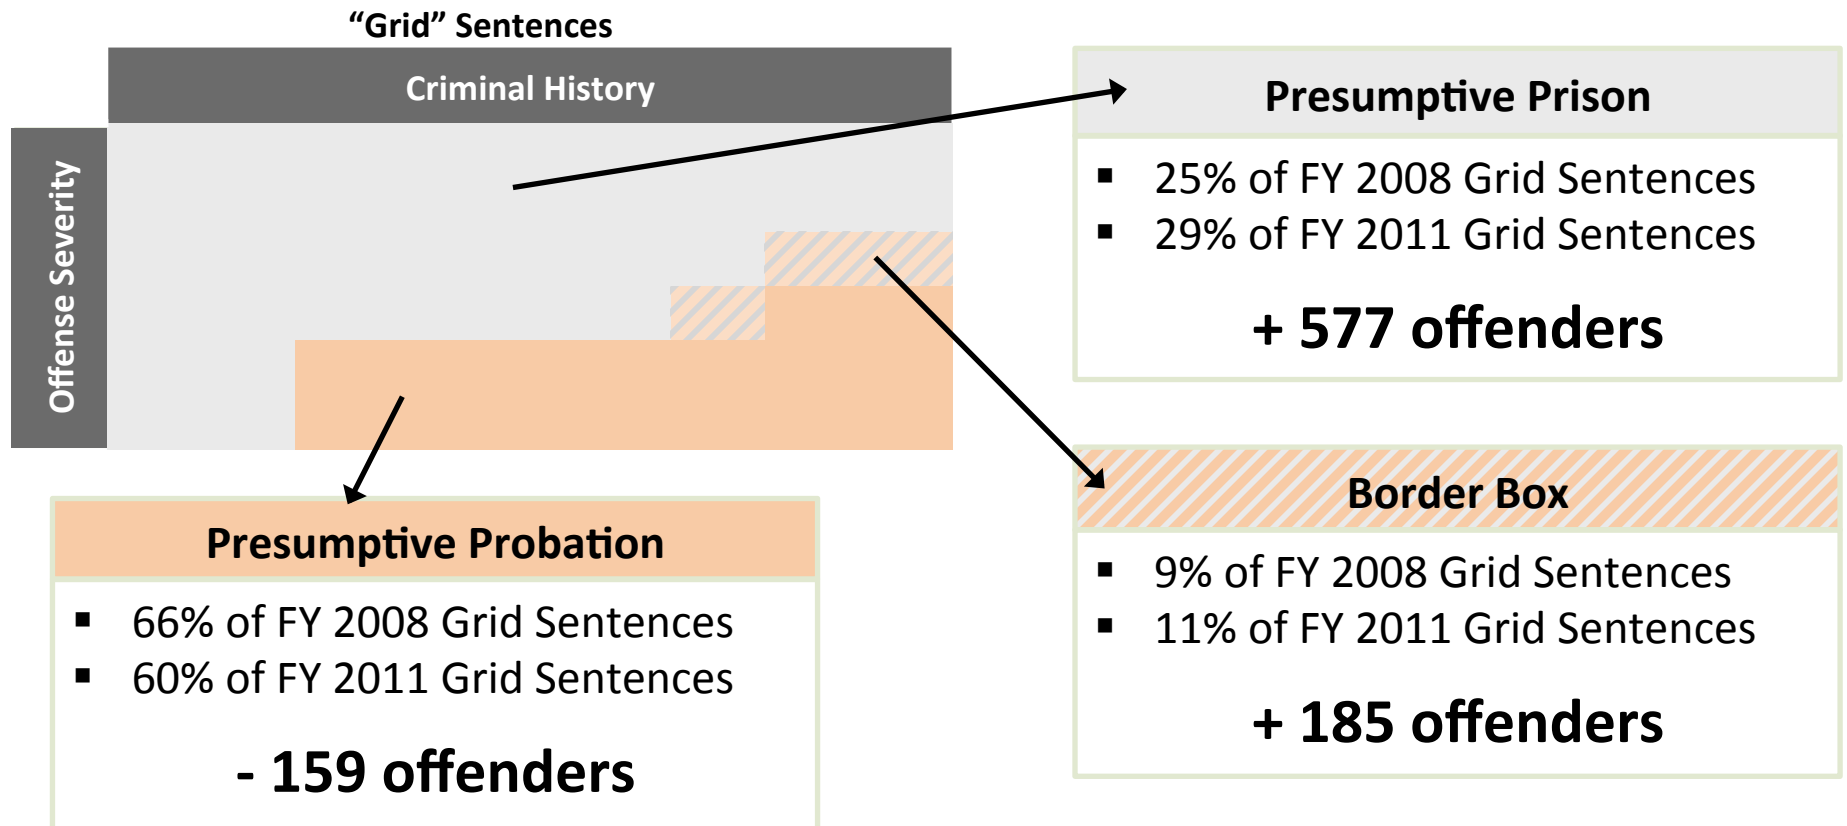 “Grid” Sentences
Criminal History
Offense Severity
Presumptive Prison
▪ 25% of FY 2008 Grid Sentences
▪ 29% of FY 2011 Grid Sentences
+ 577 offenders
Border Box
▪ 9% of FY 2008 Grid Sentences
▪ 11% of FY 2011 Grid Sentences
+ 185 offenders
Presumptive Probation
▪ 66% of FY 2008 Grid Sentences
▪ 60% of FY 2011 Grid Sentences
- 159 offenders